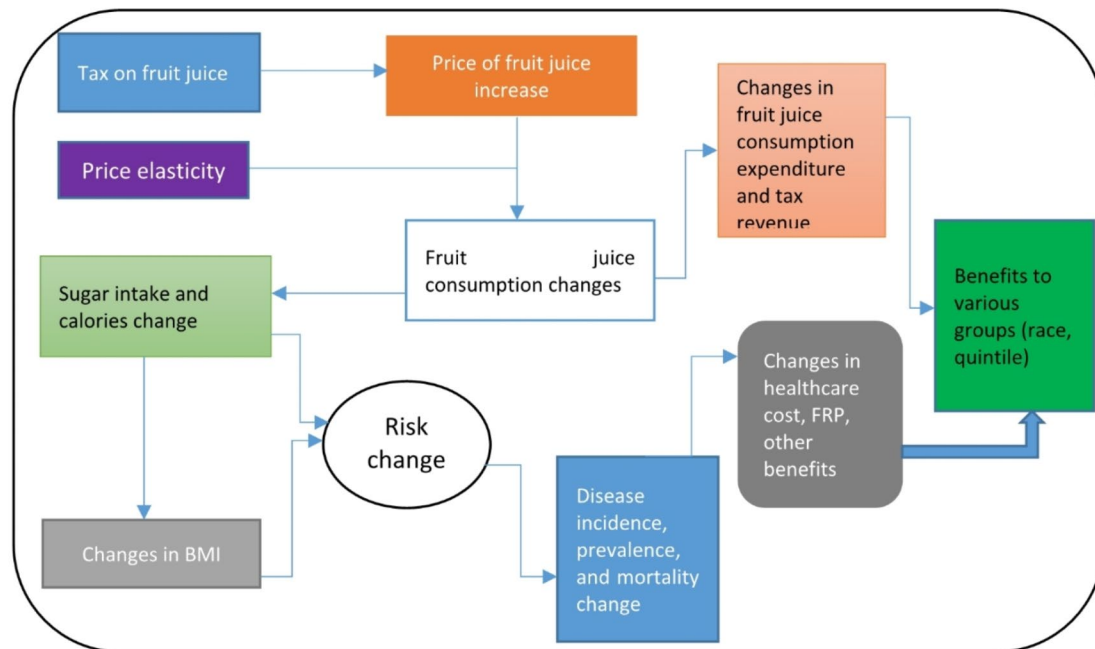 Tax on fruit juice
Price of fruit juice
increase
Changes in
fruit juice
consumption
expenditure
and tax
revenue
Price elasticity
Fruit juice
consumption changes
Sugar intake and
calories change
Benefits to
various
groups (race,
quintile)
Changes in
healthcare
cost, FRP,
other
benefits
Risk
change
Disease
incidence,
prevalence,
and mortality
change
Changes in BMI